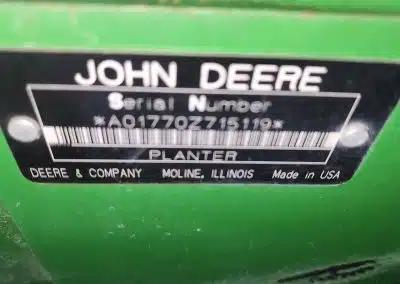 JOHN DEERE
Serial Number
*A01770Z715119*
PLANTER
DEERE & COMPANY MOLINE, ILLINOIS Made in USA